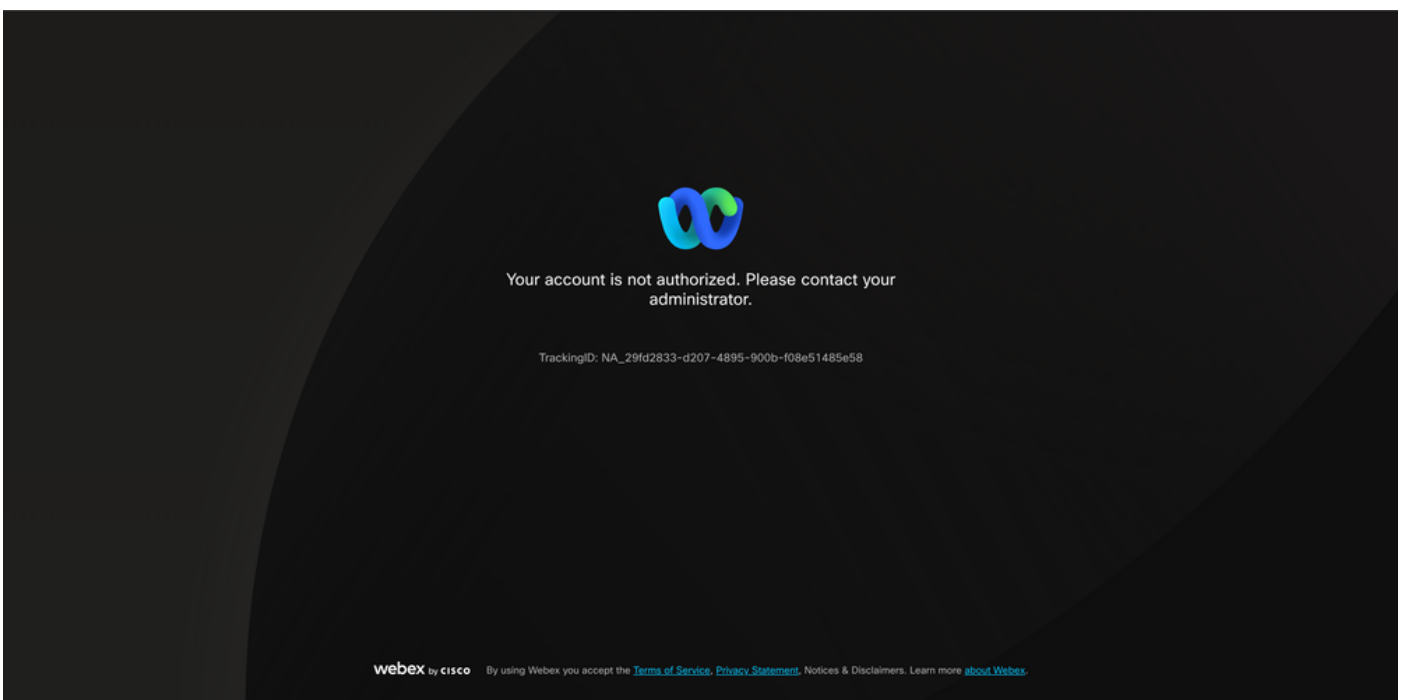 Your account is not authorized. Please contact your
administrator.
TrackingID: NA_29fd2833-d207-4895-900b-f08e51485e58
webex by CISCO By using Webex you accept the Terms of Service, Privacy Statement, Notices & Disclaimers. Learn more about Webex.